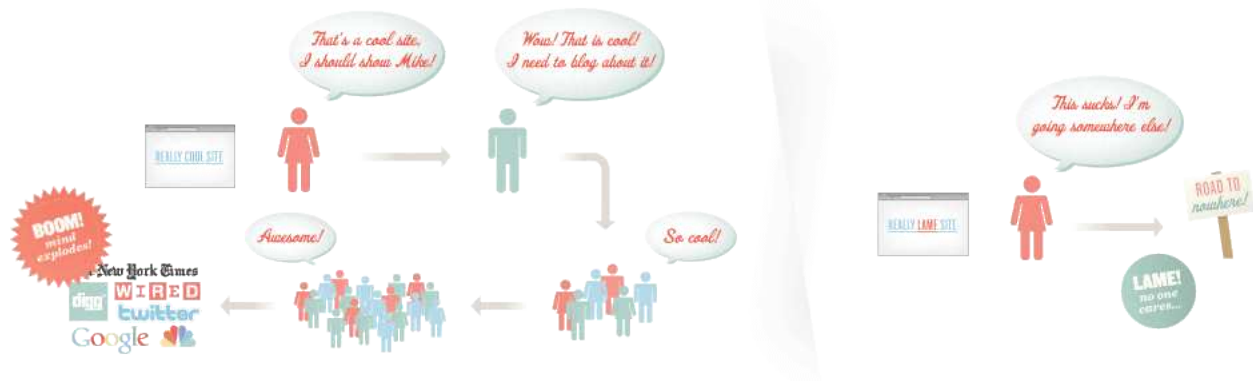 That's a cool site,
I should show Mike!
Wow! That is cool!
I need to blog about it!
REALLY COOL SITE
So cool!
Awesome!
BOOM!
mind
explodes!
New York Times
digg
WIRED
twitter
Google
This sucks! I'm
going somewhere else!
REALLY LAME SITE
ROAD TO
nowhere!
LAME!
no one
cares...